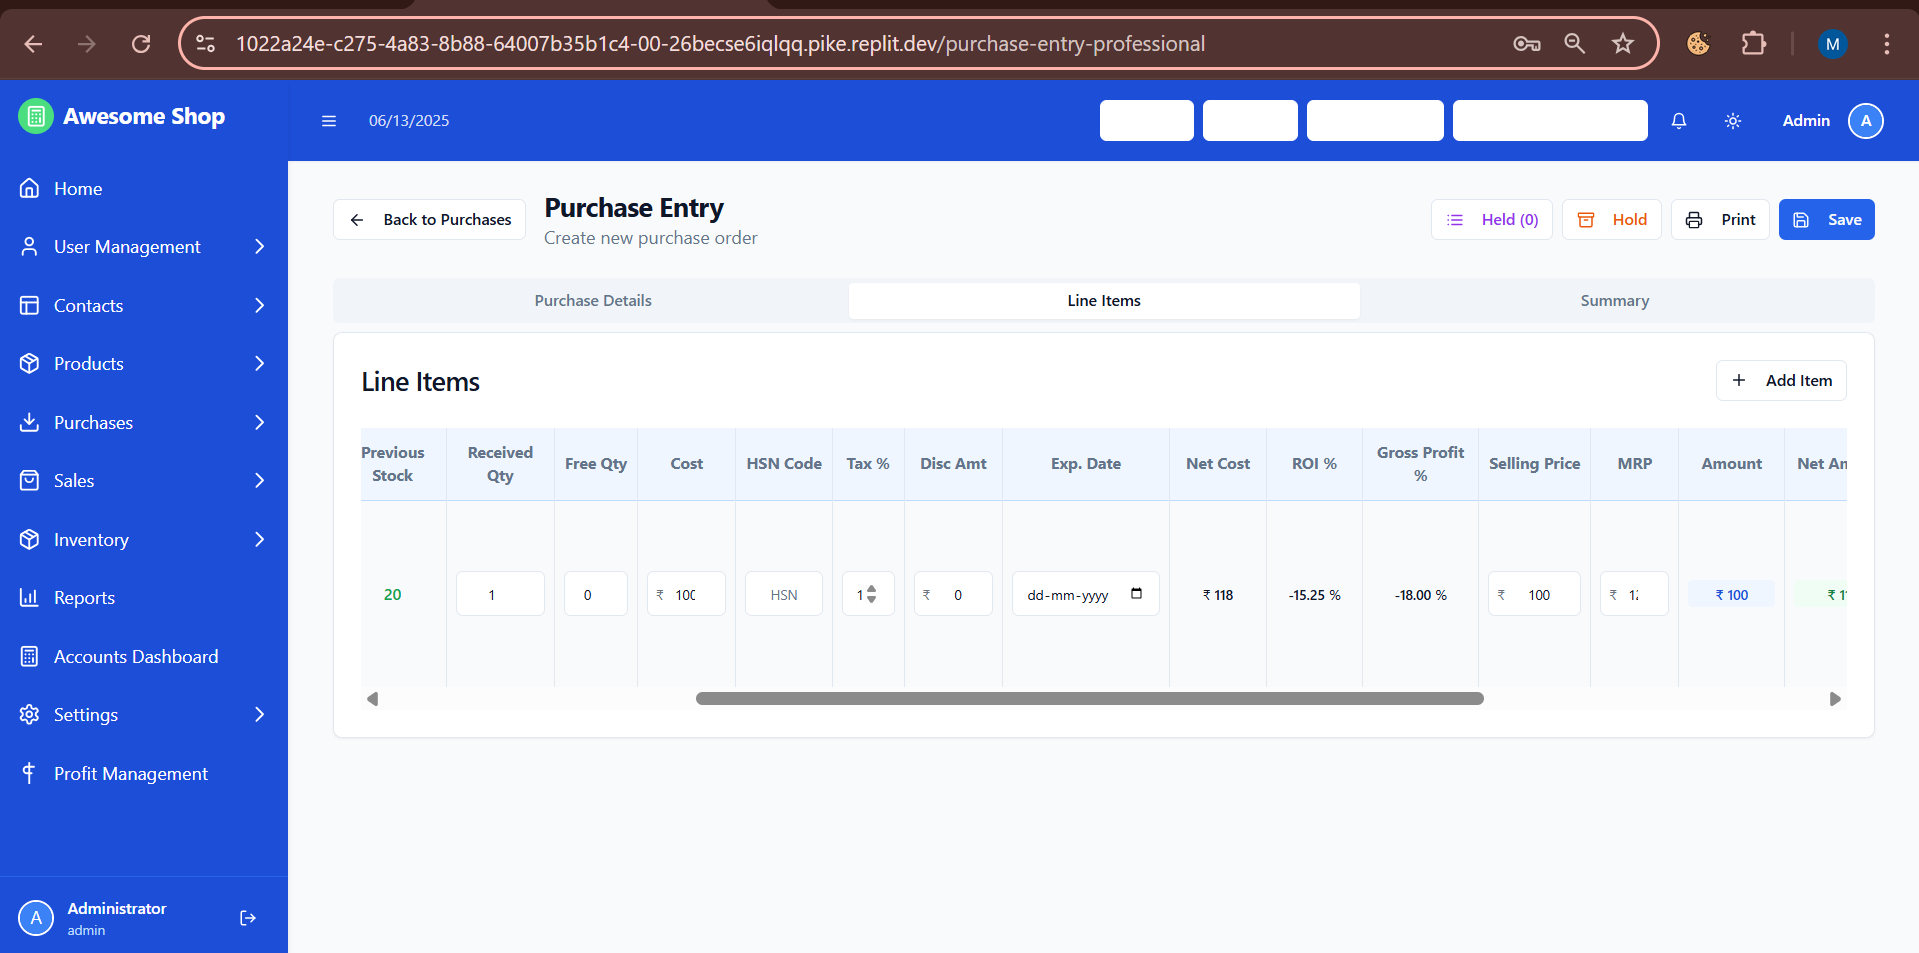 1022a24e-c275-4a83-8b88-64007b35b1c4-00-26becse6iqlqq.pike.replit.dev/purchase-entry-professional
M
Awesome Shop
06/13/2025
Admin
A
Home
User Management
Contacts
Products
Purchases
Sales
Inventory
Reports
Accounts Dashboard
Settings
Profit Management
A
Administrator
admin
Back to Purchases
Purchase Entry
Create new purchase order
Held (0)
Hold
Print
Save
Purchase Details
Line Items
Summary
Line Items
Add Item
Previous Stock
Received Qty
Free Qty
Cost
HSN Code
Tax %
Disc Amt
Exp. Date
Net Cost
ROI %
Gross Profit %
Selling Price
MRP
Amount
Net
20
1
0
₹ 100
HSN
1
₹ 0
dd-mm-yyyy
₹ 118
-15.25 %
-18.00 %
₹ 100
₹
₹ 100
₹